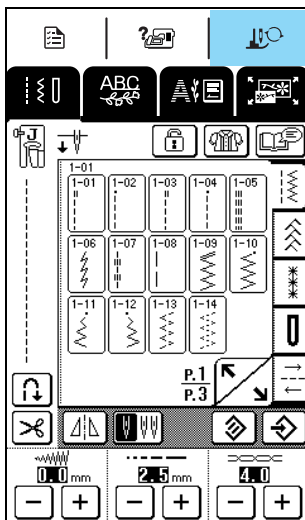 ?
ABC
A
J
1-01
1-01 1-02 1-03 1-04 1-05
1-06 1-07 1-08 1-09 1-10
1-11 1-12 1-13 1-14
P.1
P.3
0.0 mm 2.5 mm 4.0
− + − + − +